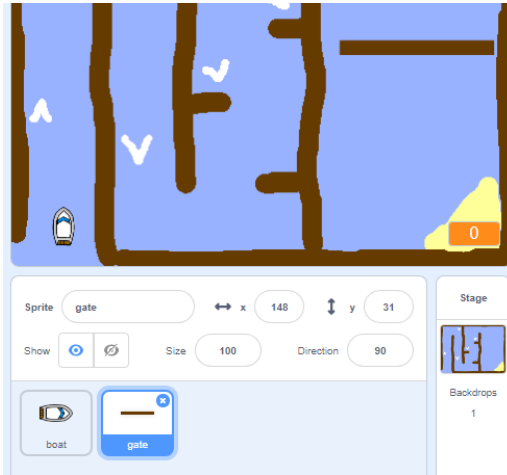 0
Sprite gate x 148 y 31
Show Size 100 Direction 90
Stage
Backdrops
1
boat
gate